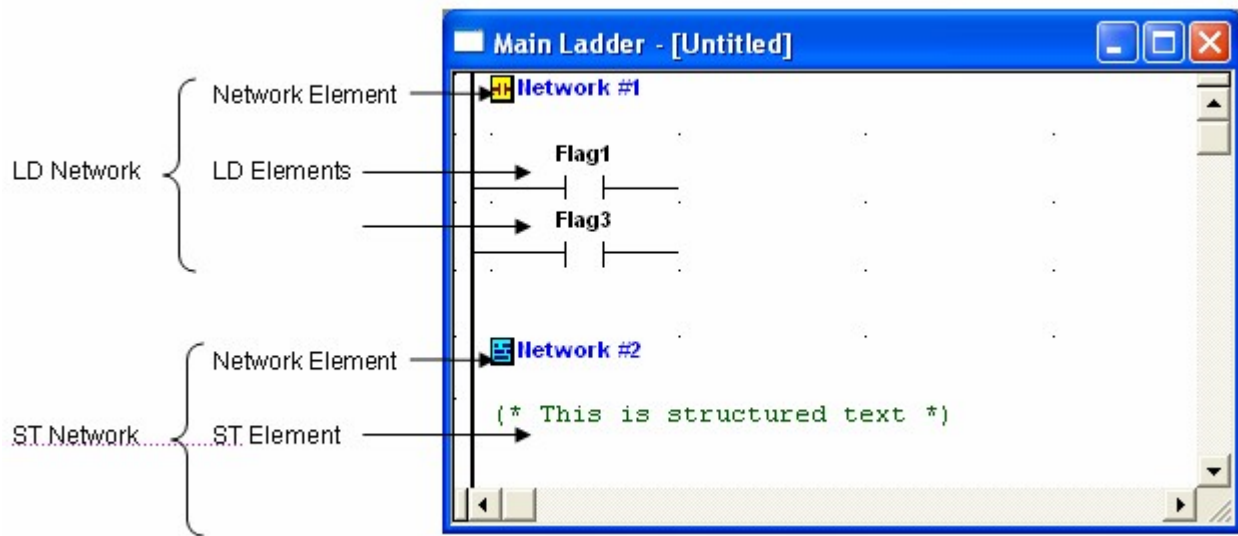 Main Ladder - [Untitled]
Network Element
Network #1
LD Network
LD Elements
Flag1
Flag3
Network Element
Network #2
ST Network
ST Element
(* This is structured text *)